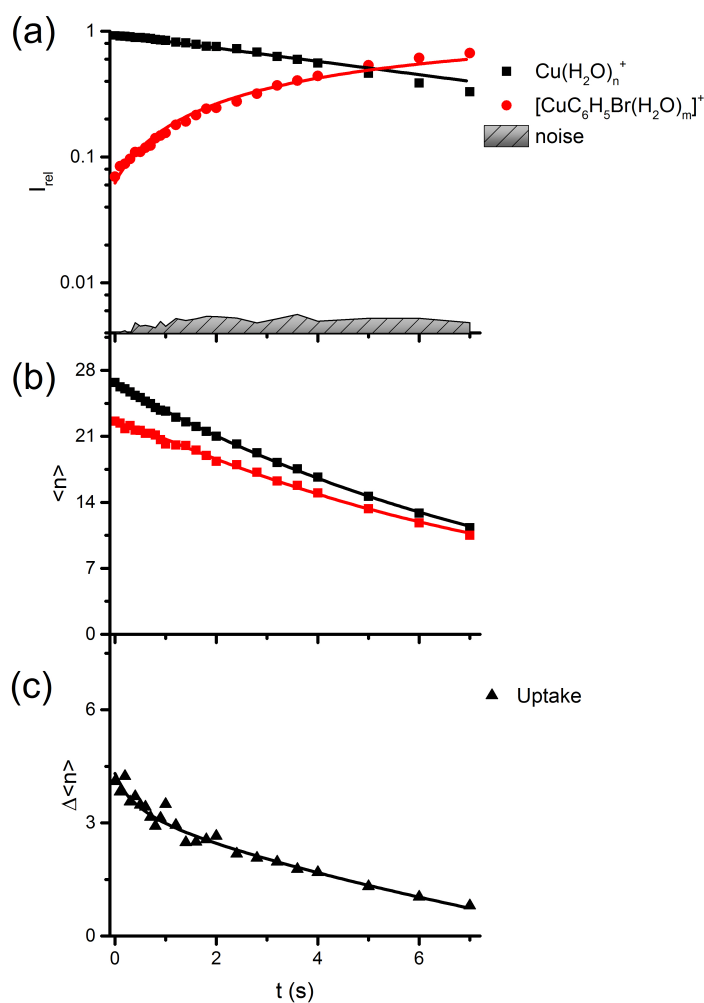 (a)
1
0.1
0.01
I_rel
Cu(H₂O)ₙ⁺
[CuC₆H₅Br(H₂O)ₘ]⁺
noise
(b)
28
21
14
7
0
<n>
(c)
6
3
0
Δ<n>
Uptake
0 2 4 6
t (s)